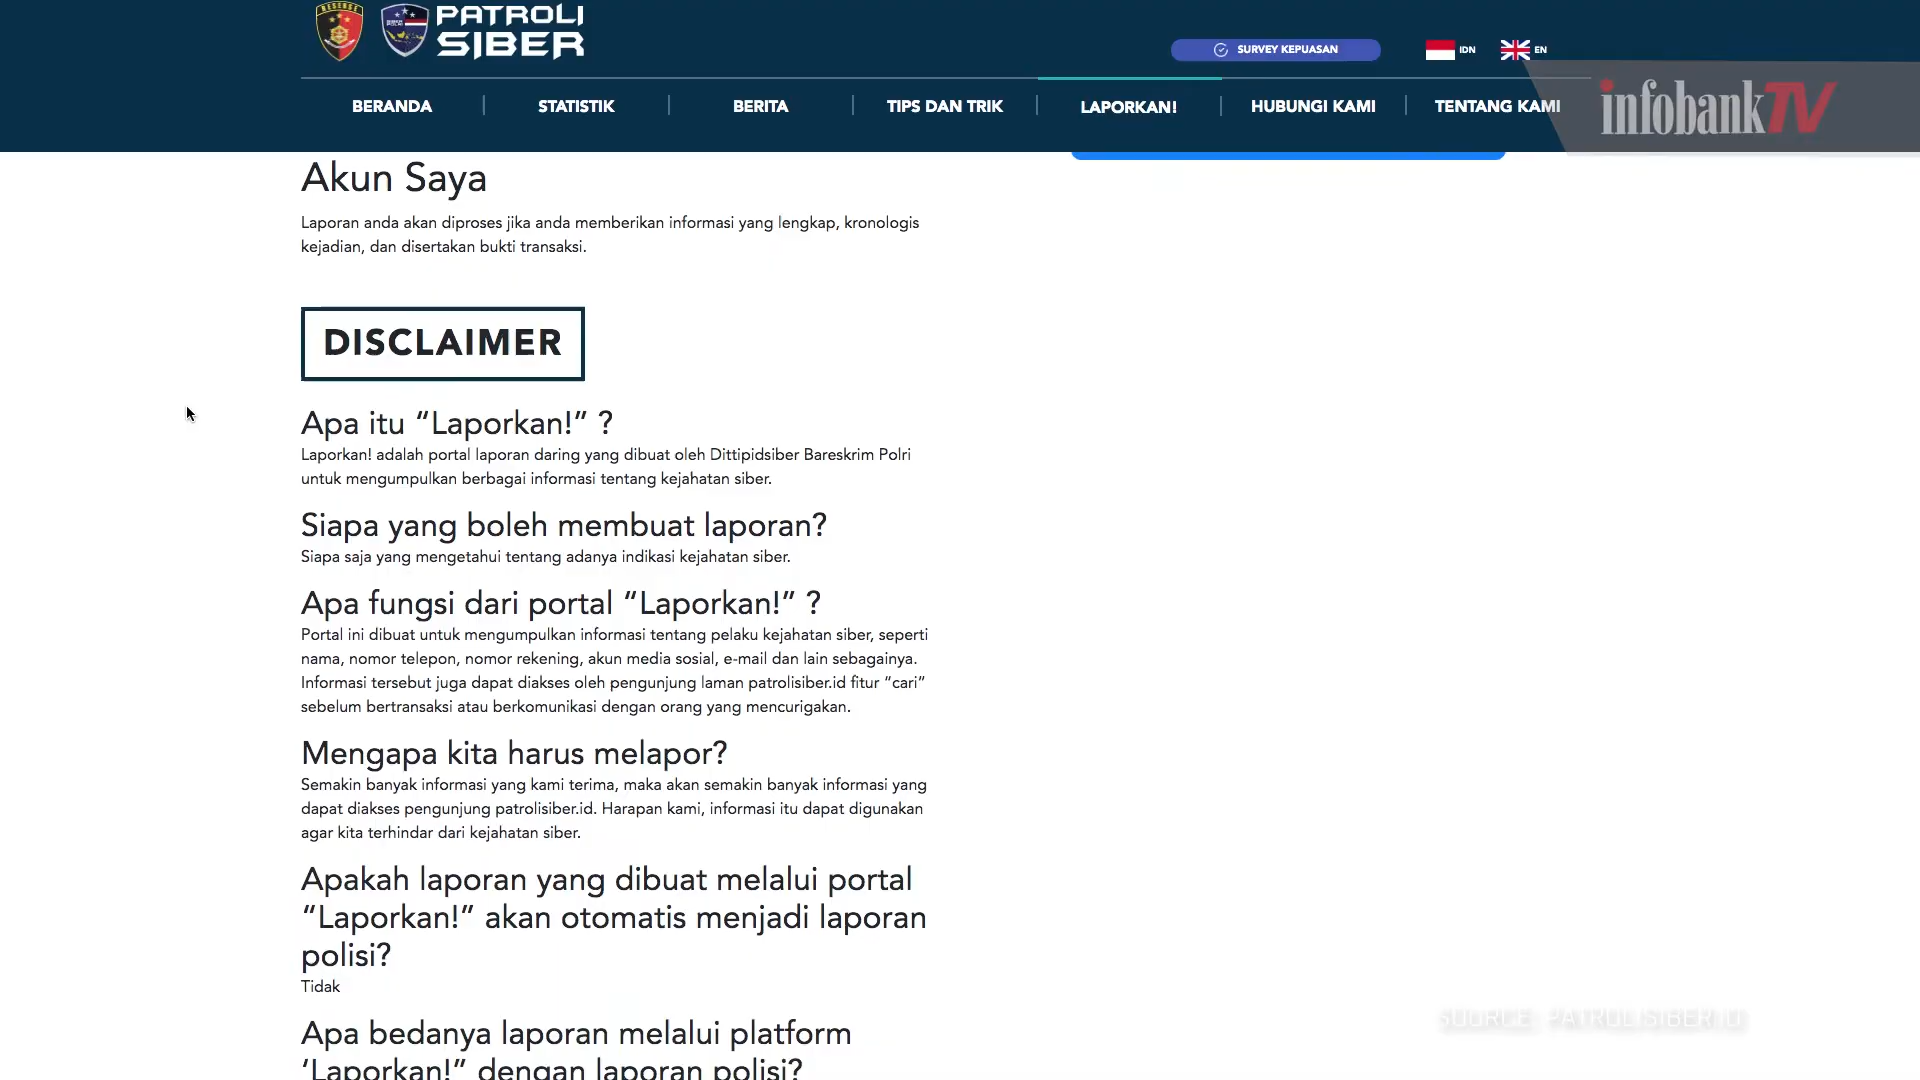 PATROLI
SIBER
SURVEY KEPUASAN
IDN
EN
BERANDA
STATISTIK
BERITA
TIPS DAN TRIK
LAPORKAN!
HUBUNGI KAMI
TENTANG KAMI
infobankTV
Akun Saya
Laporan anda akan diproses jika anda memberikan informasi yang lengkap, kronologis
kejadian, dan disertakan bukti transaksi.
DISCLAIMER
Apa itu “Laporkan!” ?
Laporkan! adalah portal laporan daring yang dibuat oleh Dittipidsiber Bareskrim Polri
untuk mengumpulkan berbagai informasi tentang kejahatan siber.
Siapa yang boleh membuat laporan?
Siapa saja yang mengetahui tentang adanya indikasi kejahatan siber.
Apa fungsi dari portal “Laporkan!” ?
Portal ini dibuat untuk mengumpulkan informasi tentang pelaku kejahatan siber, seperti
nama, nomor telepon, nomor rekening, akun media sosial, e-mail dan lain sebagainya.
Informasi tersebut juga dapat diakses oleh pengunjung laman patrolisiber.id fitur “cari”
sebelum bertransaksi atau berkomunikasi dengan orang yang mencurigakan.
Mengapa kita harus melapor?
Semakin banyak informasi yang kami terima, maka akan semakin banyak informasi yang
dapat diakses pengunjung patrolisiber.id. Harapan kami, informasi itu dapat digunakan
agar kita terhindar dari kejahatan siber.
Apakah laporan yang dibuat melalui portal
“Laporkan!” akan otomatis menjadi laporan
polisi?
Tidak
Apa bedanya laporan melalui platform
‘Laporkan!” dengan laporan polisi?
SOURCE: PATROLISIBER.ID